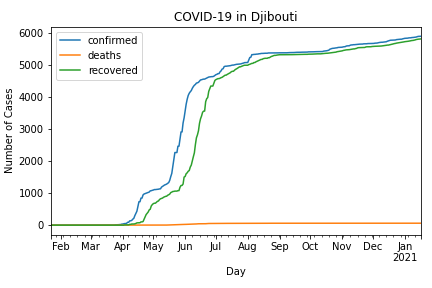 COVID-19 in Djibouti
confirmed
deaths
recovered
Number of Cases
6000
5000
4000
3000
2000
1000
0
Feb Mar Apr May Jun Jul Aug Sep Oct Nov Dec Jan
2021
Day